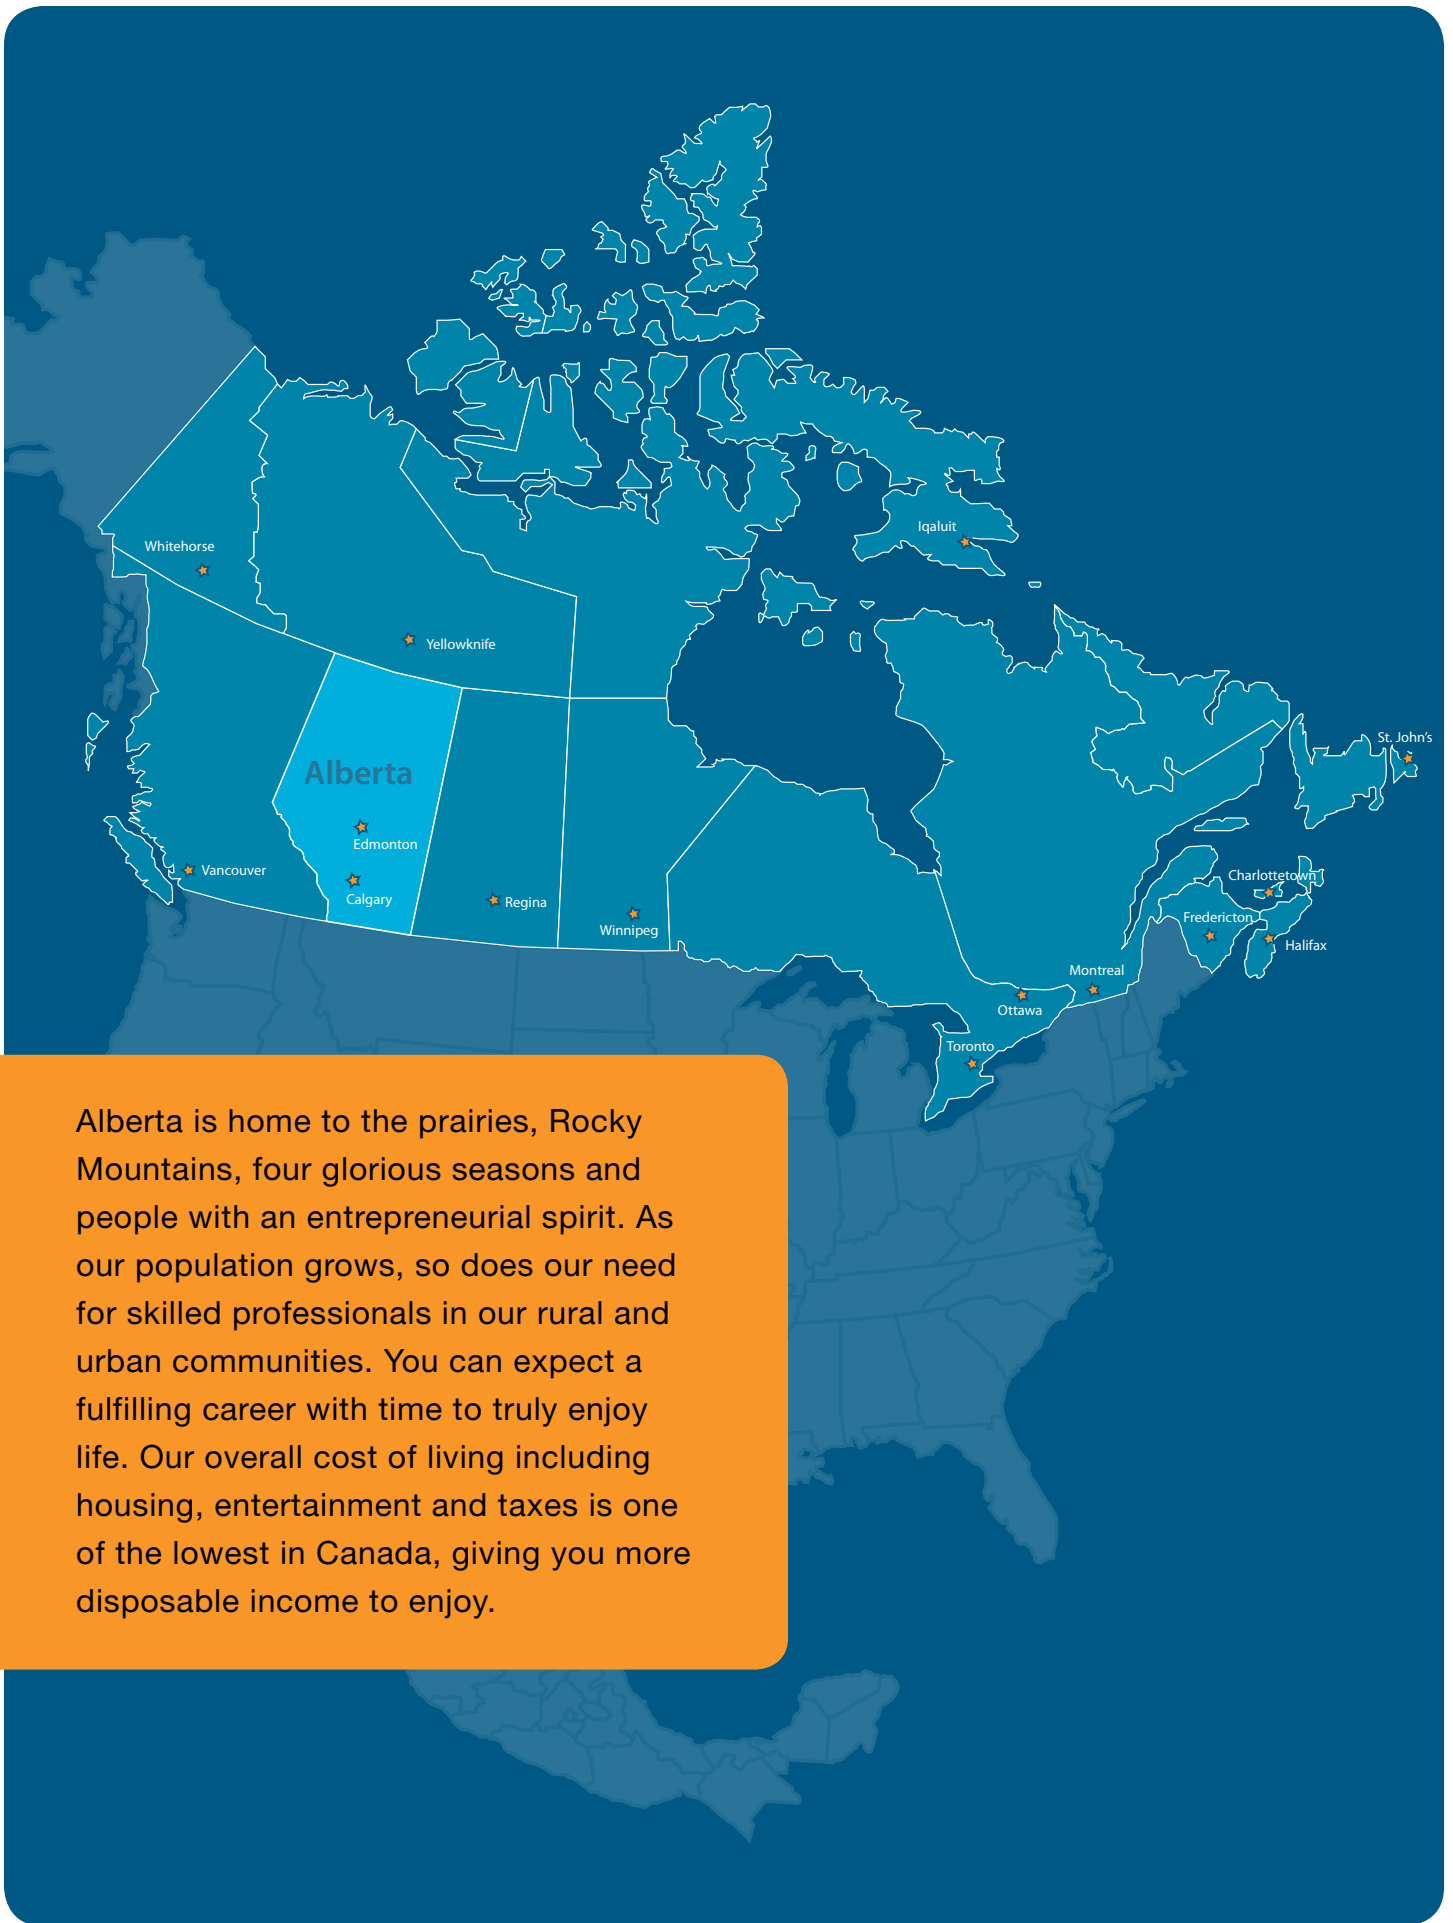 Iqaluit
Whitehorse
Yellowknife
St. John's
Alberta
Edmonton
Vancouver
Charlottetown
Calgary
Regina
Fredericton
Winnipeg
Halifax
Montreal
Ottawa
Toronto
Alberta is home to the prairies, Rocky
Mountains, four glorious seasons and
people with an entrepreneurial spirit. As
our population grows, so does our need
for skilled professionals in our rural and
urban communities. You can expect a
fulfilling career with time to truly enjoy
life. Our overall cost of living including
housing, entertainment and taxes is one
of the lowest in Canada, giving you more
disposable income to enjoy.